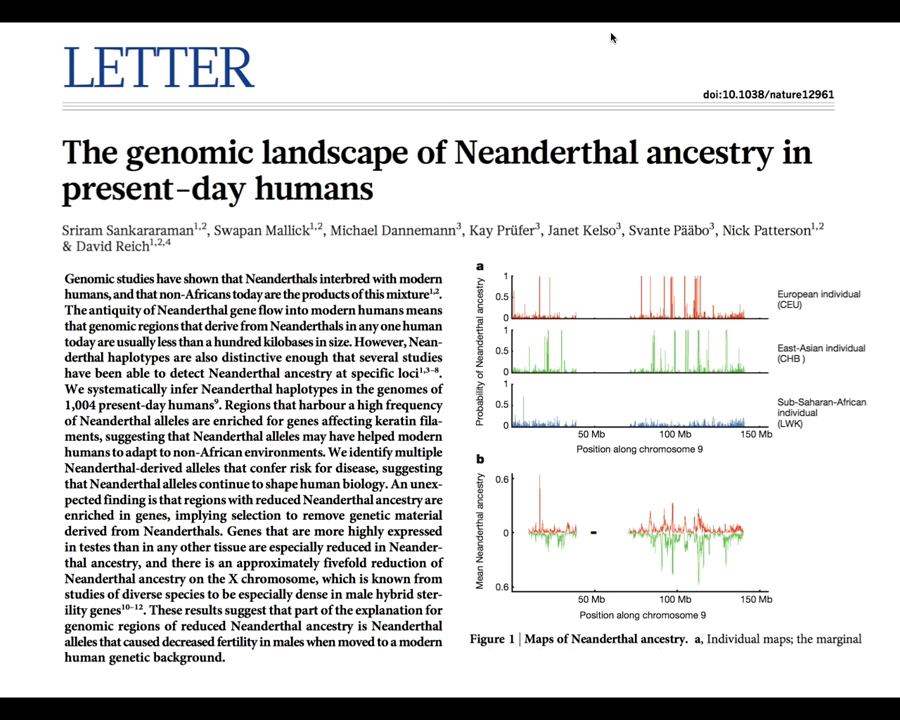 LETTER
doi:10.1038/nature12961
The genomic landscape of Neanderthal ancestry in
present-day humans
Sriram Sankararaman1,2, Swapan Mallick1,2, Michael Dannemann3, Kay Prüfer3, Janet Kelso3, Svante Pääbo3, Nick Patterson1,2
& David Reich1,2,4
Genomic studies have shown that Neanderthals interbred with modern
humans, and that non-Africans today are the products of this mixture1,2.
The antiquity of Neanderthal gene flow into modern humans means
that genomic regions that derive from Neanderthals in any one human
today are usually less than a hundred kilobases in size. However, Nean-
derthal haplotypes are also distinctive enough that several studies
have been able to detect Neanderthal ancestry at specific loci1,3–8.
We systematically infer Neanderthal haplotypes in the genomes of
1,004 present-day humans9. Regions that harbour a high frequency
of Neanderthal alleles are enriched for genes affecting keratin fila-
ments, suggesting that Neanderthal alleles may have helped modern
humans to adapt to non-African environments. We identify multiple
Neanderthal-derived alleles that confer risk for disease, suggesting
that Neanderthal alleles continue to shape human biology. An unex-
pected finding is that regions with reduced Neanderthal ancestry are
enriched in genes, implying selection to remove genetic material
derived from Neanderthals. Genes that are more highly expressed
in testes than in any other tissue are especially reduced in Neander-
thal ancestry, and there is an approximately fivefold reduction of
Neanderthal ancestry on the X chromosome, which is known from
studies of diverse species to be especially dense in male hybrid ster-
ility genes10–12. These results suggest that part of the explanation for
genomic regions of reduced Neanderthal ancestry is Neanderthal
alleles that caused decreased fertility in males when moved to a modern
human genetic background.
a
Probability of Neanderthal ancestry
1
0.5
0
European individual
(CEU)
1
0.5
0
East-Asian individual
(CHB )
1
0.5
0
Sub-Saharan-African
individual
(LWK)
50 Mb 100 Mb 150 Mb
Position along chromosome 9
b
Mean Neanderthal ancestry
0.6
0
0.6
50 Mb 100 Mb 150 Mb
Position along chromosome 9
Figure 1 | Maps of Neanderthal ancestry. a, Individual maps; the marginal